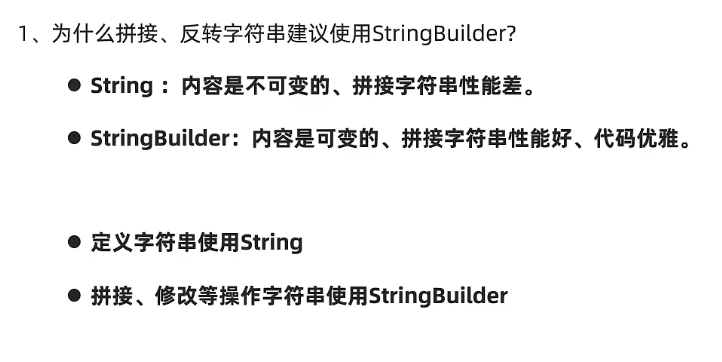 1、为什么拼接、反转字符串建议使用StringBuilder?
● String ：内容是不可变的、拼接字符串性能差。
● StringBuilder：内容是可变的、拼接字符串性能好、代码优雅。
● 定义字符串使用String
● 拼接、修改等操作字符串使用StringBuilder